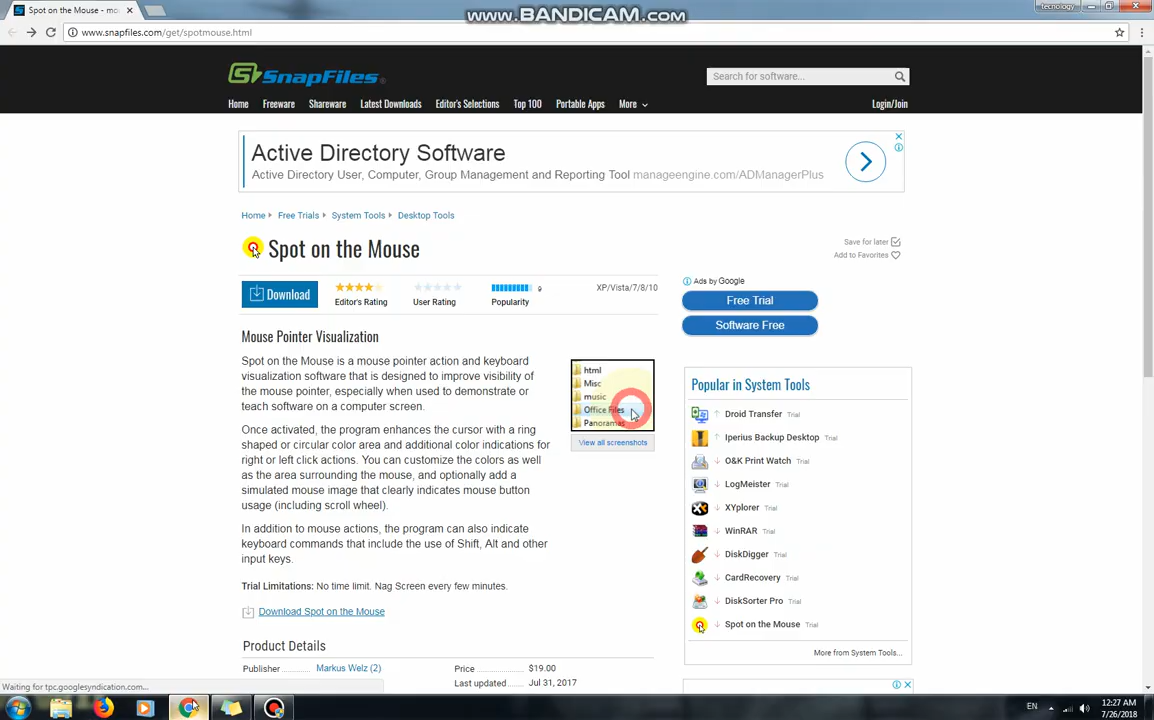 Spot on the Mouse - mo
www.BANDICAM.com
tecnology
www.snapfiles.com/get/spotmouse.html
SnapFiles
Search for software...
Home Freeware Shareware Latest Downloads Editor's Selections Top 100 Portable Apps More Login/Join
Active Directory Software
Active Directory User, Computer, Group Management and Reporting Tool manageengine.com/ADManagerPlus
Home Free Trials System Tools Desktop Tools
Spot on the Mouse
Save for later
Add to Favorites
Download
Editor's Rating
User Rating
9
Popularity
XP/Vista/7/8/10
Ads by Google
Free Trial
Software Free
Mouse Pointer Visualization
Spot on the Mouse is a mouse pointer action and keyboard
visualization software that is designed to improve visibility of
the mouse pointer, especially when used to demonstrate or
teach software on a computer screen.
Once activated, the program enhances the cursor with a ring
shaped or circular color area and additional color indications for
right or left click actions. You can customize the colors as well
as the area surrounding the mouse, and optionally add a
simulated mouse image that clearly indicates mouse button
usage (including scroll wheel).
In addition to mouse actions, the program can also indicate
keyboard commands that include the use of Shift, Alt and other
input keys.
Trial Limitations: No time limit. Nag Screen every few minutes.
Download Spot on the Mouse
html
Misc
music
Office Files
Panoramas
View all screenshots
Popular in System Tools
Droid Transfer Trial
Iperius Backup Desktop Trial
O&K Print Watch Trial
LogMeister Trial
XYplorer Trial
WinRAR Trial
DiskDigger Trial
CardRecovery Trial
DiskSorter Pro Trial
Spot on the Mouse Trial
More from System Tools...
Product Details
Publisher ............ Markus Welz (2)
Price ..................... $19.00
Last updated ....... Jul 31, 2017
Waiting for tpc.googlesyndication.com...
EN
12:27 AM
7/26/2018